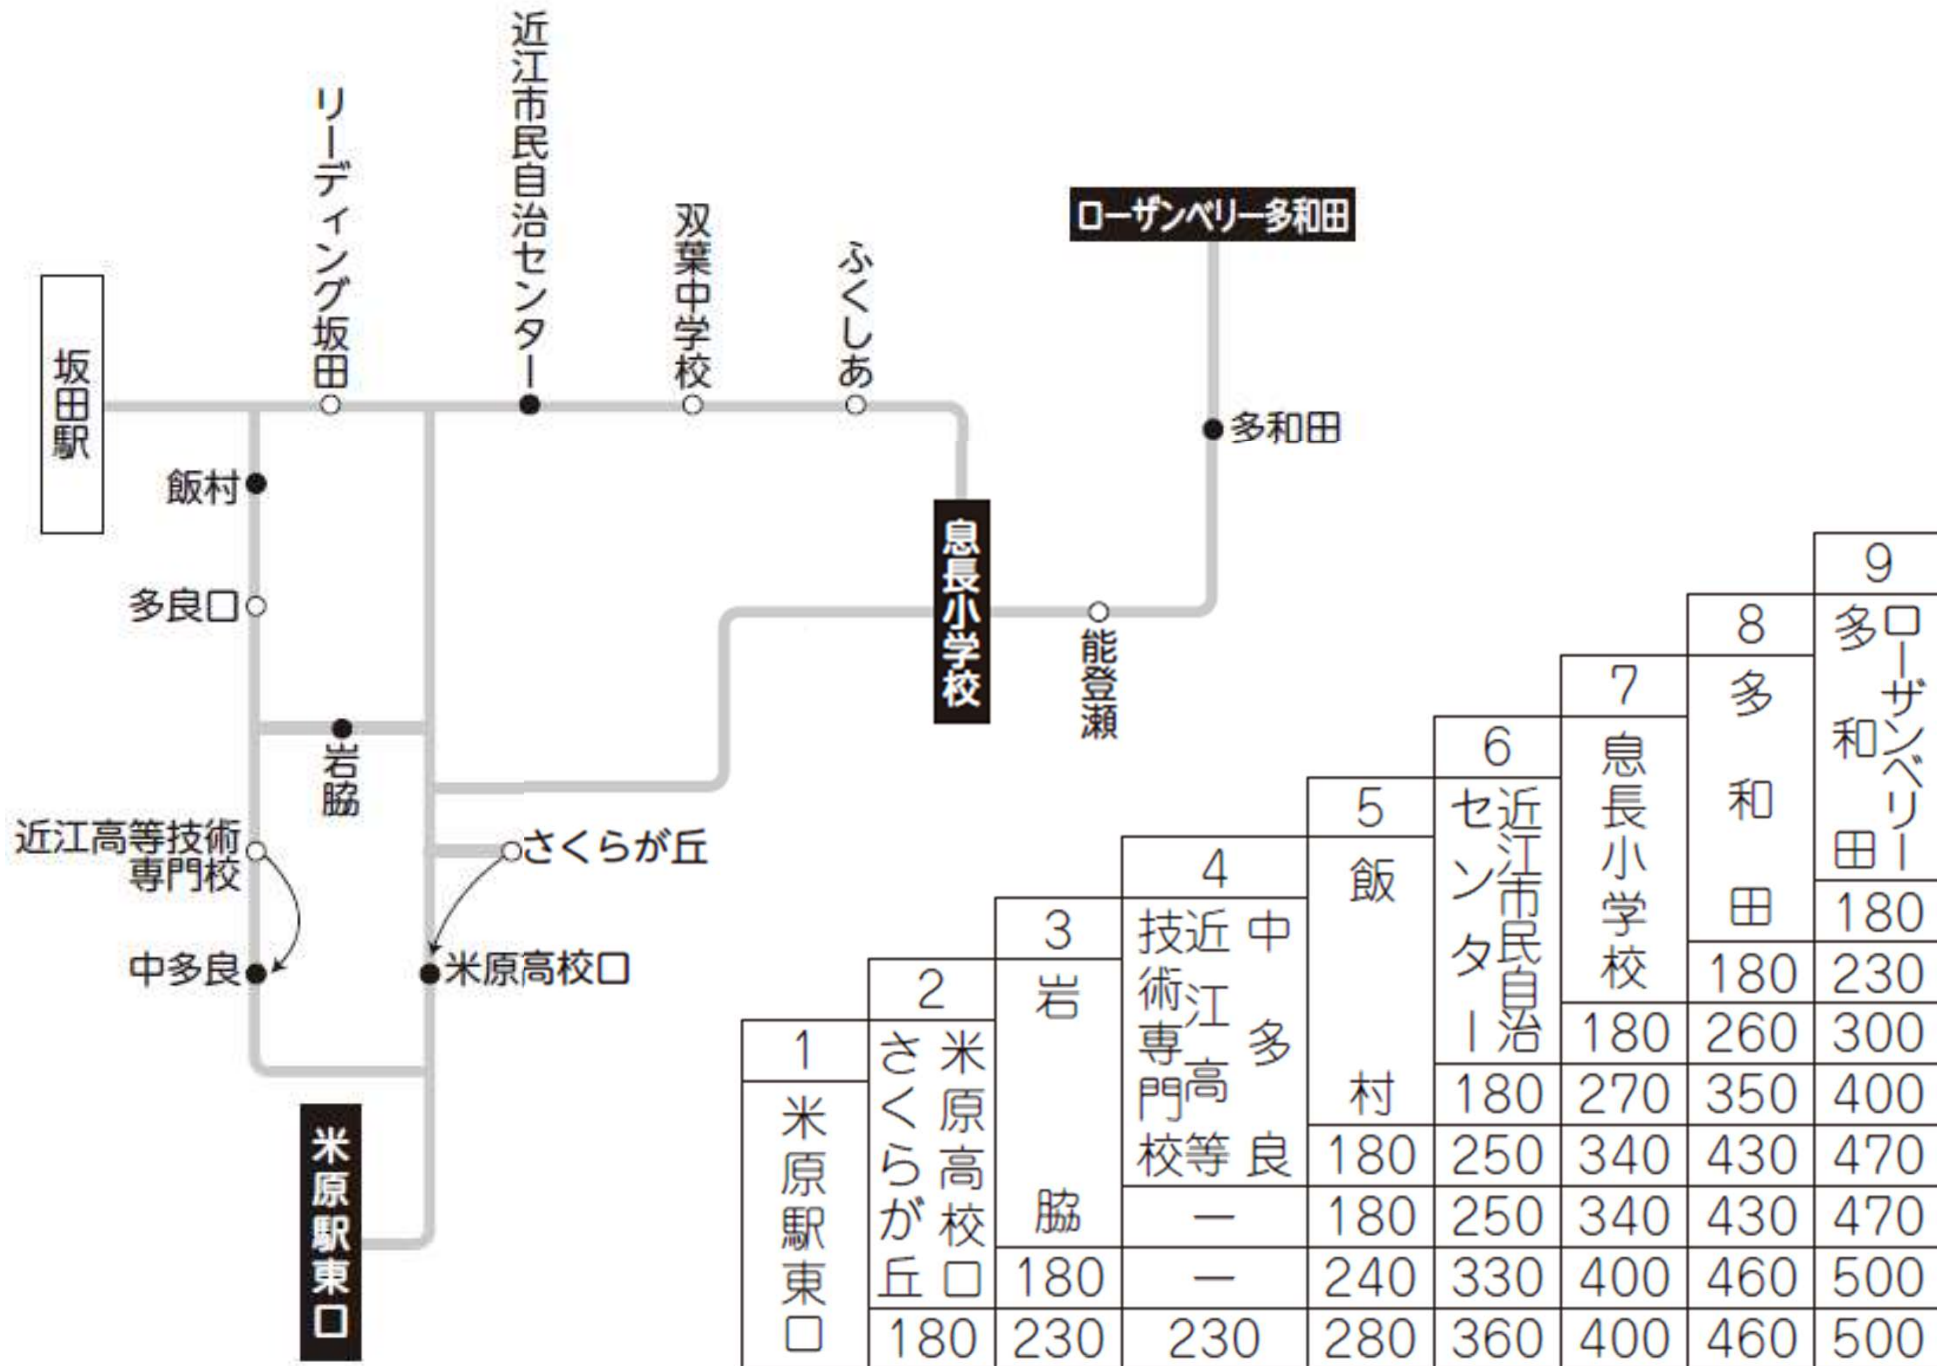 近江市民自治センター
リーディング坂田
双葉中学校
ふくしあ
ローザンベリー多和田
坂田駅
多和田
飯村
多良口
息長小学校
能登瀬
岩脇
近江高等技術
専門校
さくらが丘
中多良
米原高校口
米原駅東口
9
8
ローザンベリー
多和田
7
多和田
6
息長小学校
5
近江市民自治
センター
4
飯村
180
3
中多良
近江高等
技術専門校
180 230
2
岩脇
180 260 300
1
米原高校口
さくらが丘
180 270 350 400
米原駅東口
180 250 340 430 470
― 180 250 340 430 470
180 ― 240 330 400 460 500
180 230 230 280 360 400 460 500